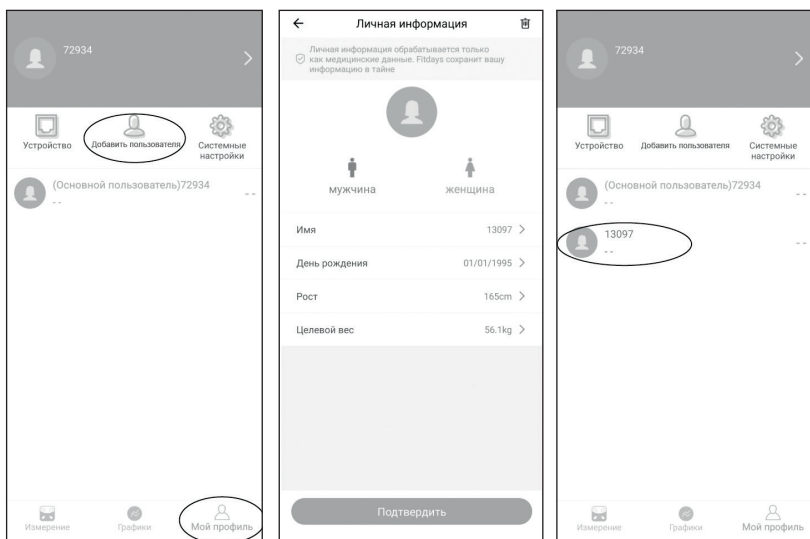 72934
Устройство
Добавить пользователя
Системные
настройки
(Основной пользователь)72934
- -
- -
Измерение
Графики
Мой профиль
Личная информация
Личная информация обрабатывается только
как медицинские данные. Fitdays сохранит вашу
информацию в тайне
мужчина
женщина
Имя
13097
День рождения
01/01/1995
Рост
165cm
Целевой вес
56.1kg
Подтвердить
72934
Устройство
Добавить пользователя
Системные
настройки
(Основной пользователь)72934
- -
- -
13097
- -
- -
Измерение
Графики
Мой профиль